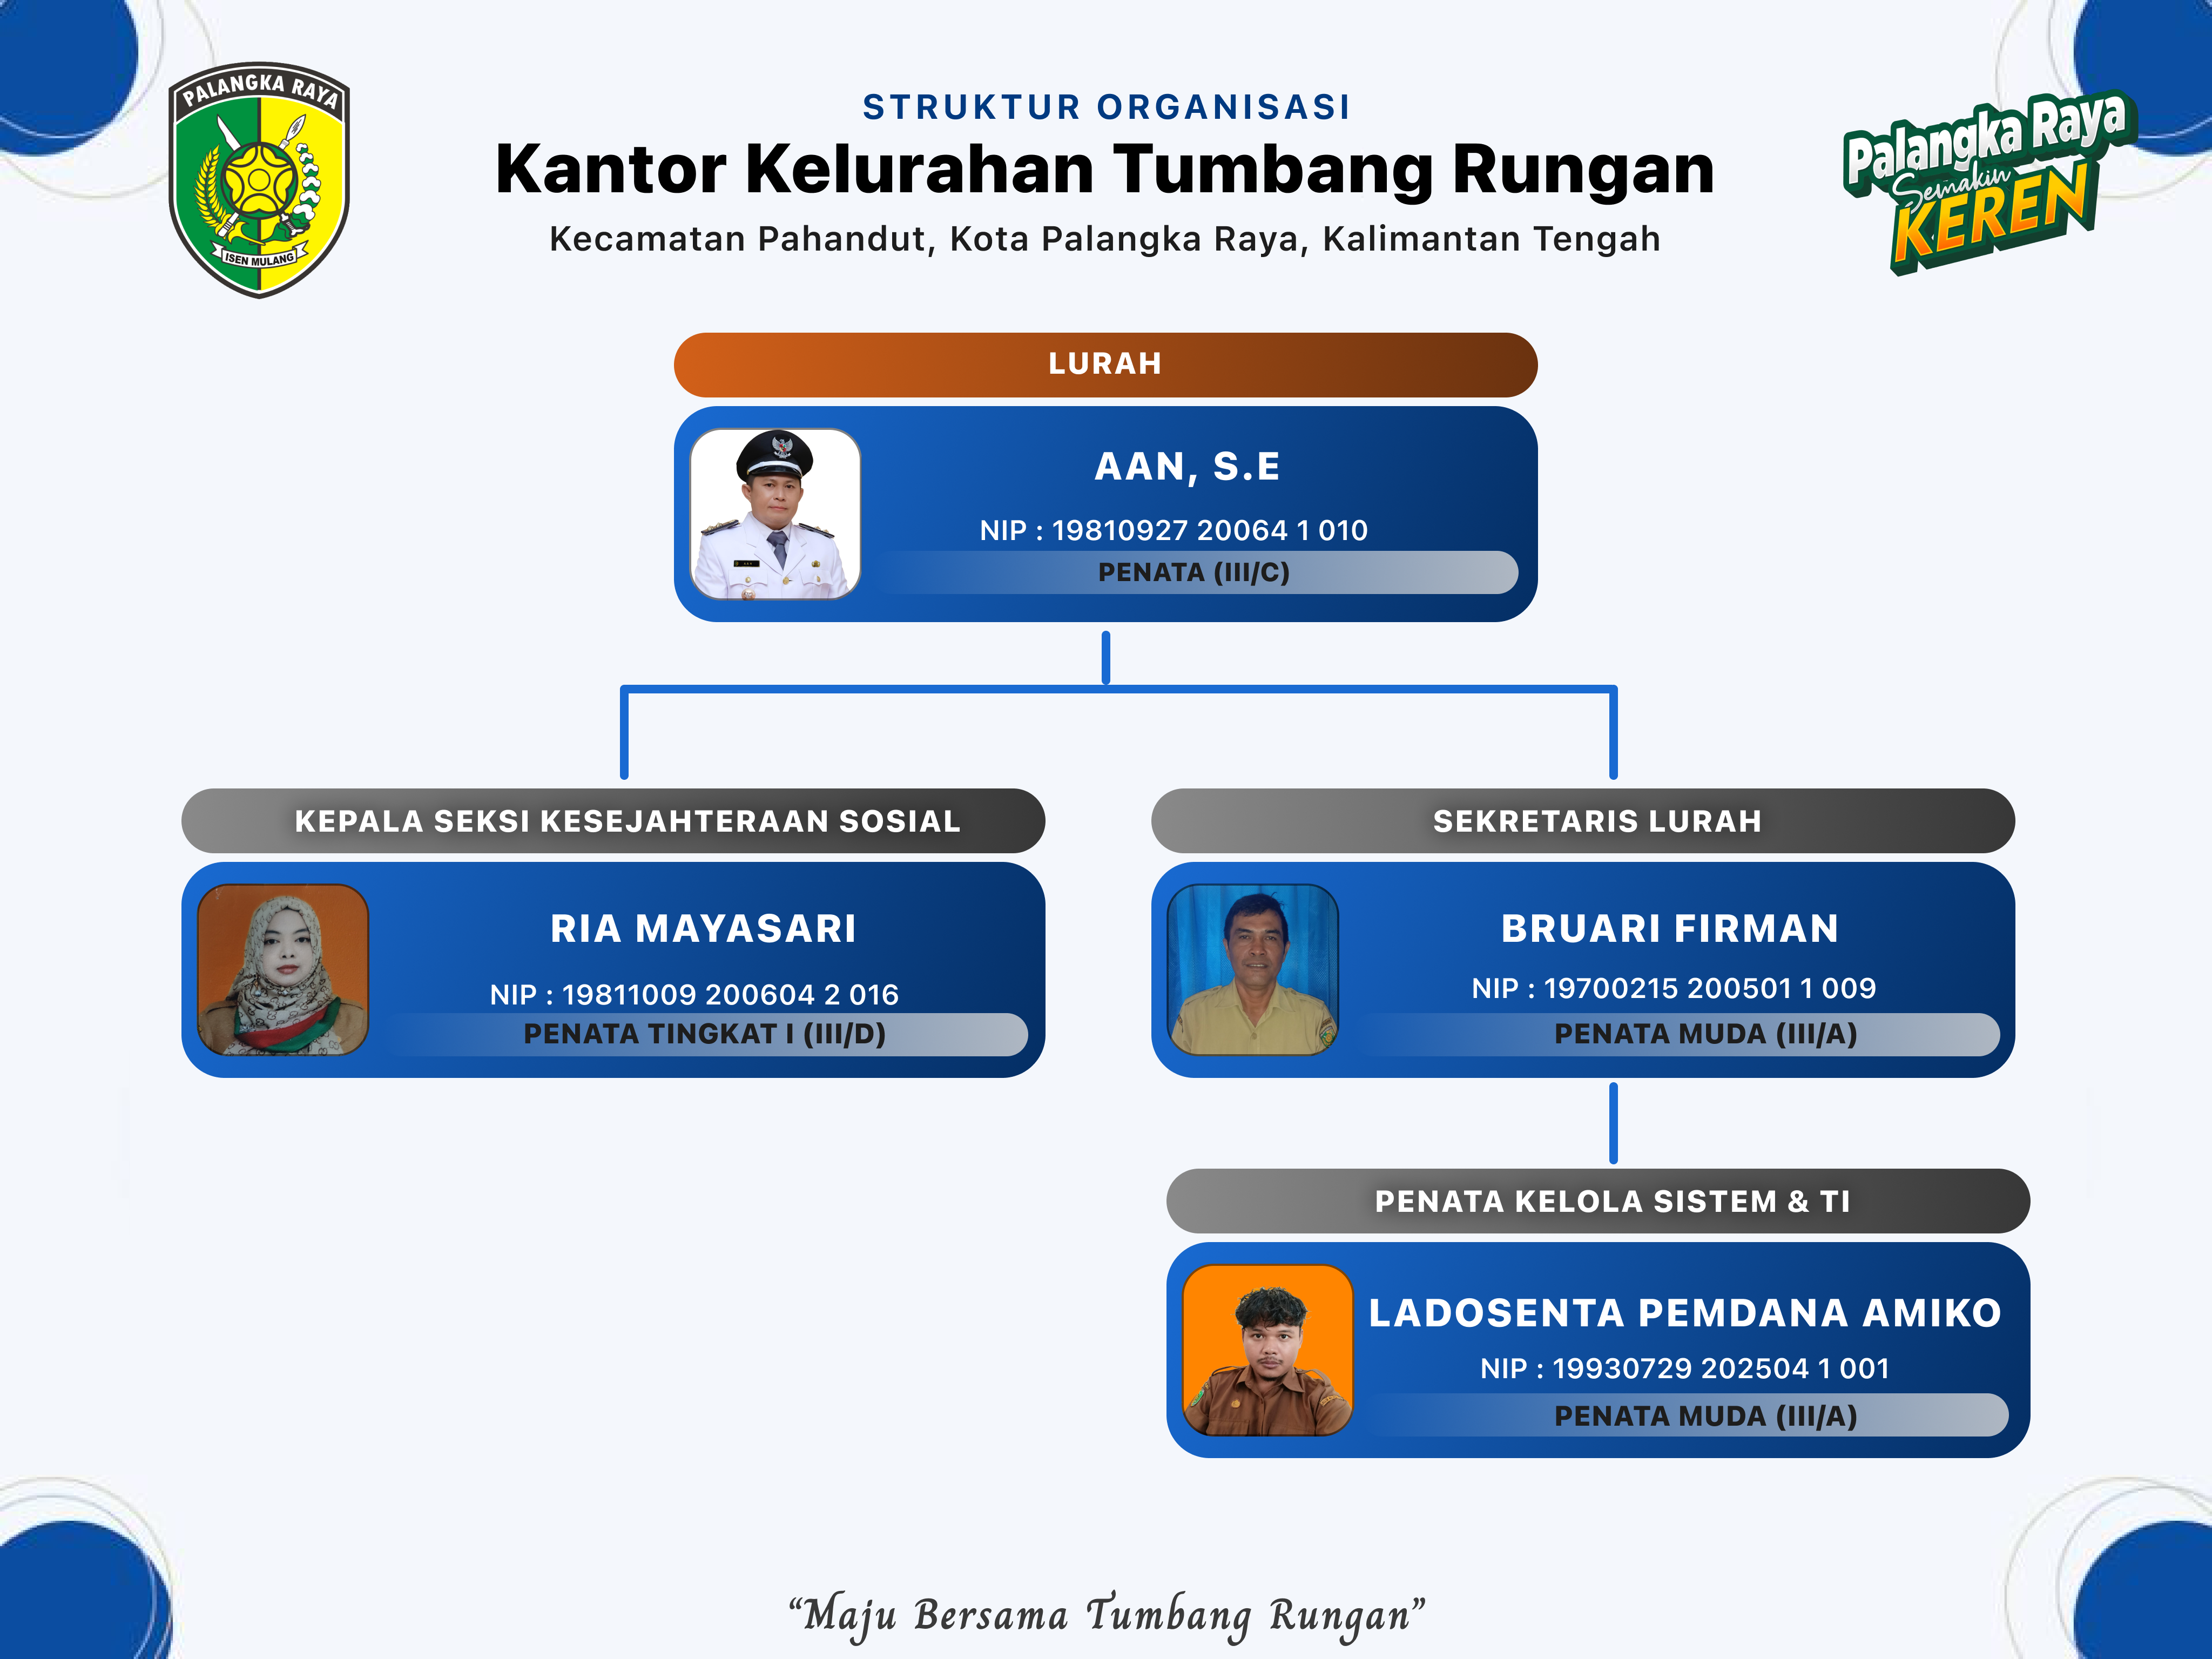 PALANGKA RAYA
ISEN MULANG
STRUKTUR ORGANISASI
Kantor Kelurahan Tumbang Rungan
Kecamatan Pahandut, Kota Palangka Raya, Kalimantan Tengah
Palangka Raya
Semakin
KEREN
LURAH
AAN, S.E
NIP : 19810927 20064 1 010
PENATA (III/C)
KEPALA SEKSI KESEJAHTERAAN SOSIAL
RIA MAYASARI
NIP : 19811009 200604 2 016
PENATA TINGKAT I (III/D)
SEKRETARIS LURAH
BRUARI FIRMAN
NIP : 19700215 200501 1 009
PENATA MUDA (III/A)
PENATA KELOLA SISTEM & TI
LADOSENTA PEMDANA AMIKO
NIP : 19930729 202504 1 001
PENATA MUDA (III/A)
“Maju Bersama Tumbang Rungan”